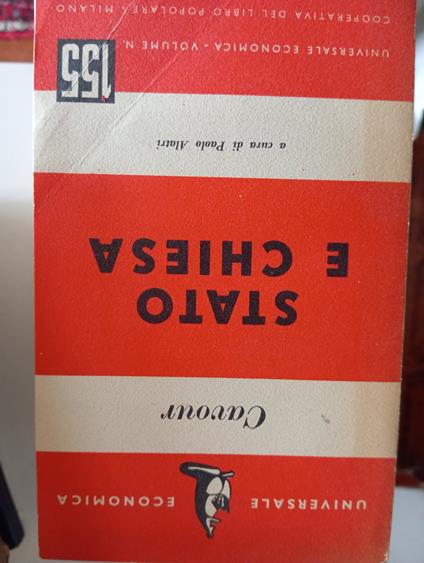 UNIVERSALE ECONOMICA
Cavour
STATO
E CHIESA
a cura di Paolo Alatri
155
UNIVERSALE ECONOMICA - VOLUME N.
COOPERATIVA DEL LIBRO POPOLARE - MILANO